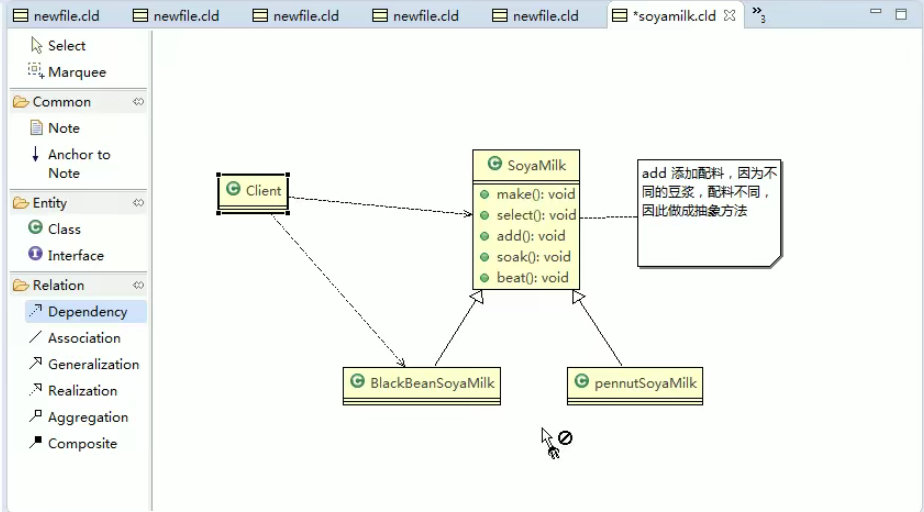 newfile.cld
newfile.cld
newfile.cld
newfile.cld
newfile.cld
*soyamilk.cld
»3
Select
Marquee
Common
Note
Anchor to
Note
Entity
Class
Interface
Relation
Dependency
Association
Generalization
Realization
Aggregation
Composite
C Client
C SoyaMilk
make(): void
select(): void
add(): void
soak(): void
beat(): void
add 添加配料，因为不
同的豆浆，配料不同，
因此做成抽象方法
C BlackBeanSoyaMilk
C pennutSoyaMilk